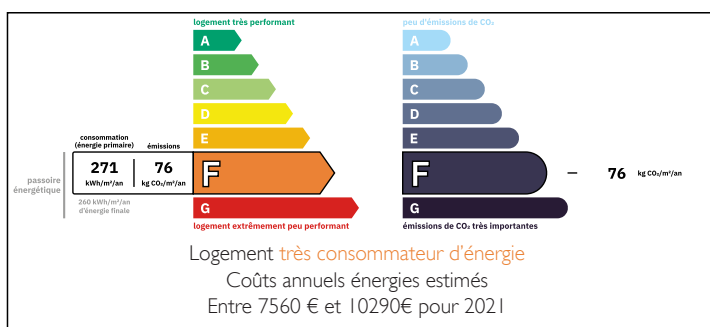 logement très performant
A
B
C
D
E
consommation
(énergie primaire)
émissions
passoire
énergétique
271
kWh/m²/an
76
kg CO₂/m²/an
F
260 kWh/m²/an
d'énergie finale
G
logement extrêmement peu performant
peu d'émissions de CO₂
A
B
C
D
E
F
76 kg CO₂/m²/an
G
émissions de CO₂ très importantes
Logement très consommateur d'énergie
Coûts annuels énergies estimés
Entre 7560 € et 10290€ pour 2021